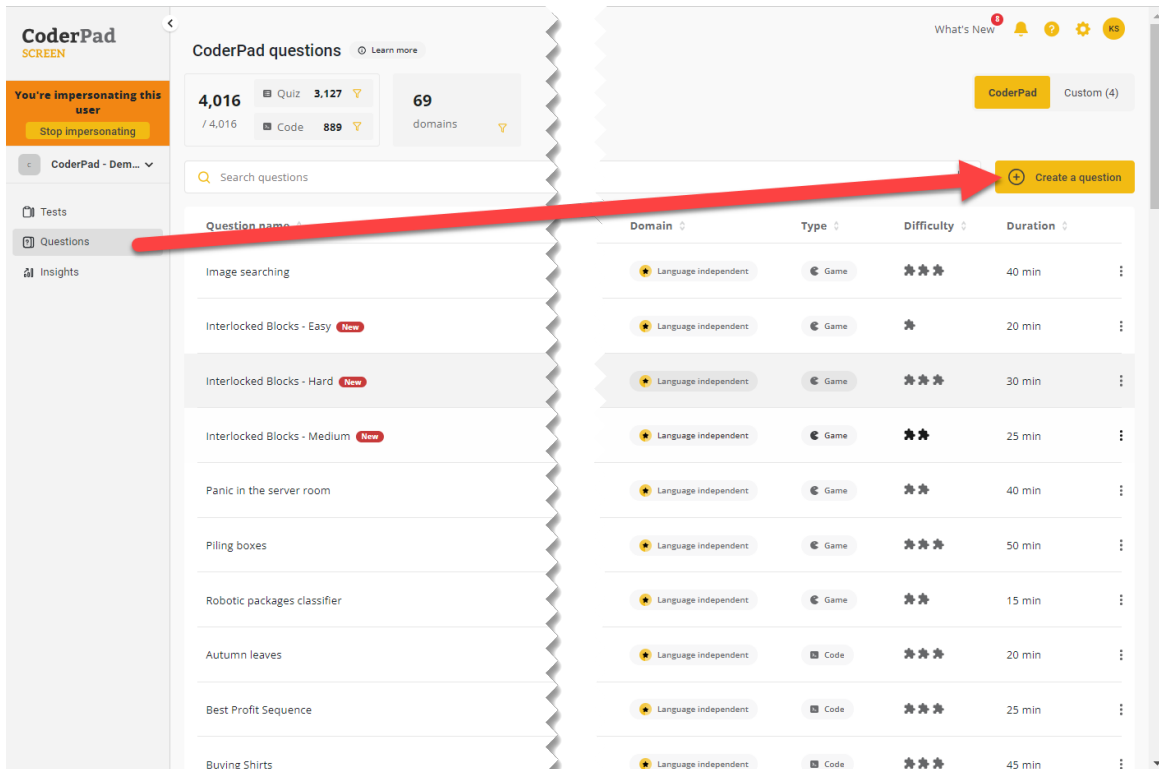 CoderPad
SCREEN
You're impersonating this
user
Stop impersonating
c CoderPad - Dem...
Tests
Questions
Insights
CoderPad questions Learn more
What's New 8 KS
4,016
/ 4,016
Quiz 3,127
Code 889
69
domains
CoderPad Custom (4)
Search questions
Create a question
Question name Domain Type Difficulty Duration
Image searching Language independent Game 40 min
Interlocked Blocks - Easy New Language independent Game 20 min
Interlocked Blocks - Hard New Language independent Game 30 min
Interlocked Blocks - Medium New Language independent Game 25 min
Panic in the server room Language independent Game 40 min
Piling boxes Language independent Game 50 min
Robotic packages classifier Language independent Game 15 min
Autumn leaves Language independent Code 20 min
Best Profit Sequence Language independent Code 25 min
Buying Shirts Language independent Code 45 min